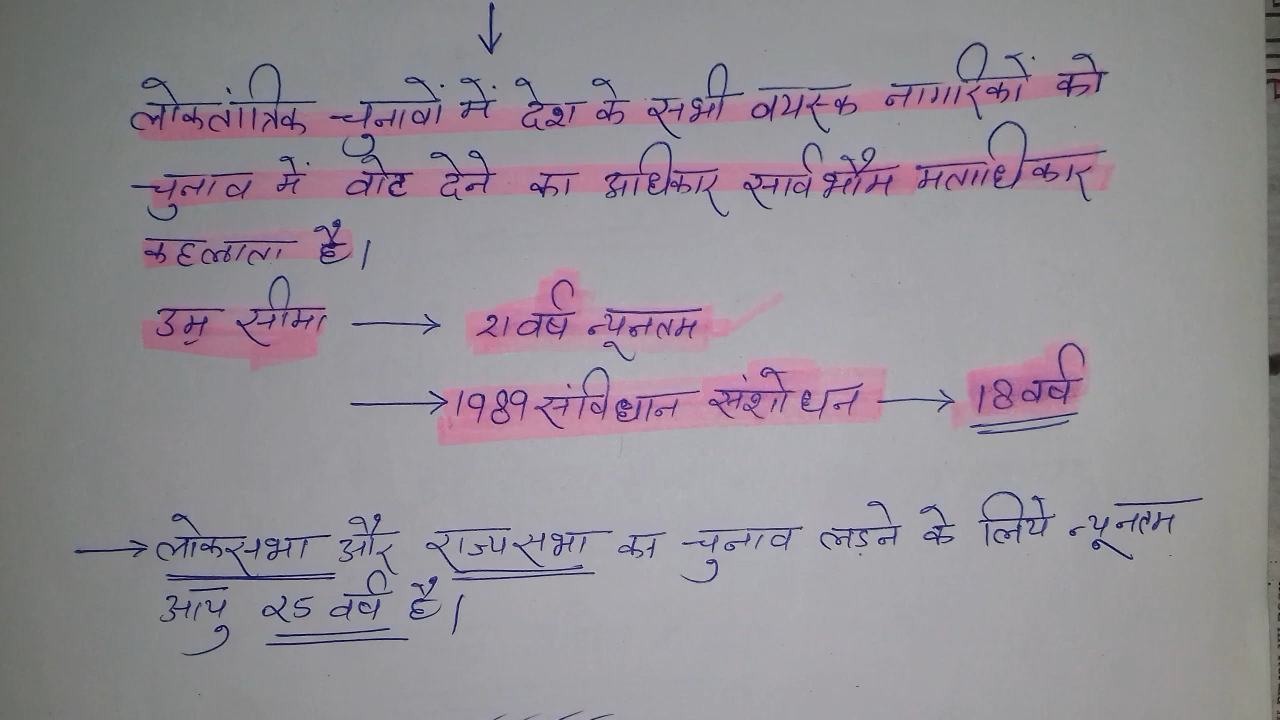 ↓
लोकतांत्रिक चुनावों में देश के सभी वयस्क नागरिकों को
चुनाव में वोट देने का अधिकार सार्वभौम मताधिकार
कहलाता है।
उम्र सीमा → 21 वर्ष न्यूनतम
→ 1989 संविधान संशोधन → 18 वर्ष
→ लोकसभा और राज्यसभा का चुनाव लड़ने के लिये न्यूनतम
आयु 25 वर्ष है।